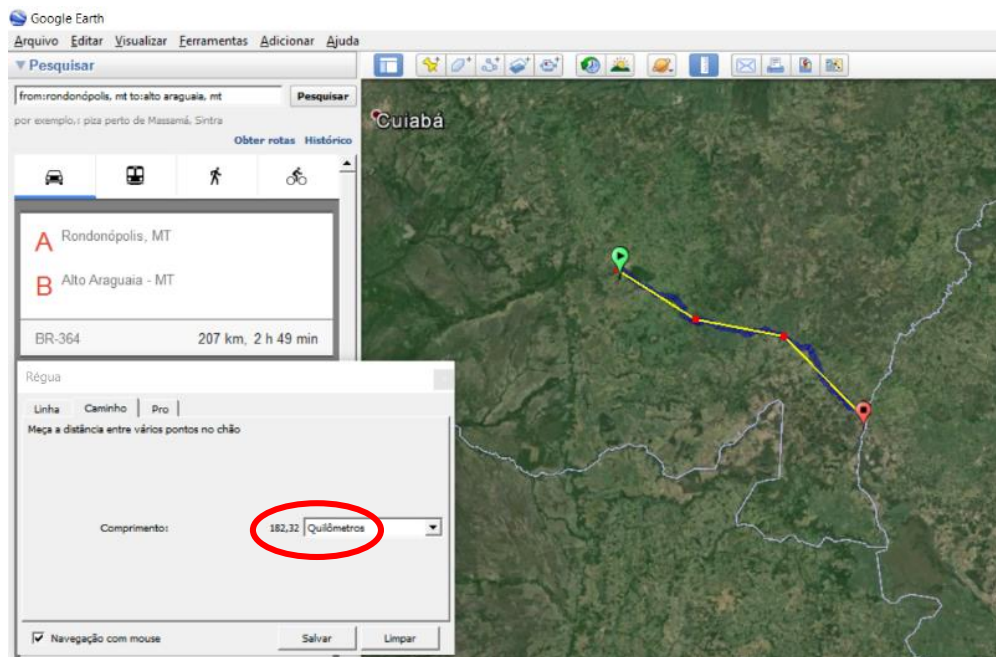 Google Earth
Arquivo Editar Visualizar Ferramentas Adicionar Ajuda
▼ Pesquisar
from:rondonópolis, mt to:alto araguaia, mt Pesquisar
por exemplo,: piza perto de Massamá, Sintra
Obter rotas Histórico
A Rondonópolis, MT
B Alto Araguaia - MT
BR-364 207 km, 2 h 49 min
Régua
Linha Caminho Pro
Meça a distância entre vários pontos no chão
Comprimento: 182,32 Quilômetros
Navegação com mouse Salvar Limpar
Cuiabá